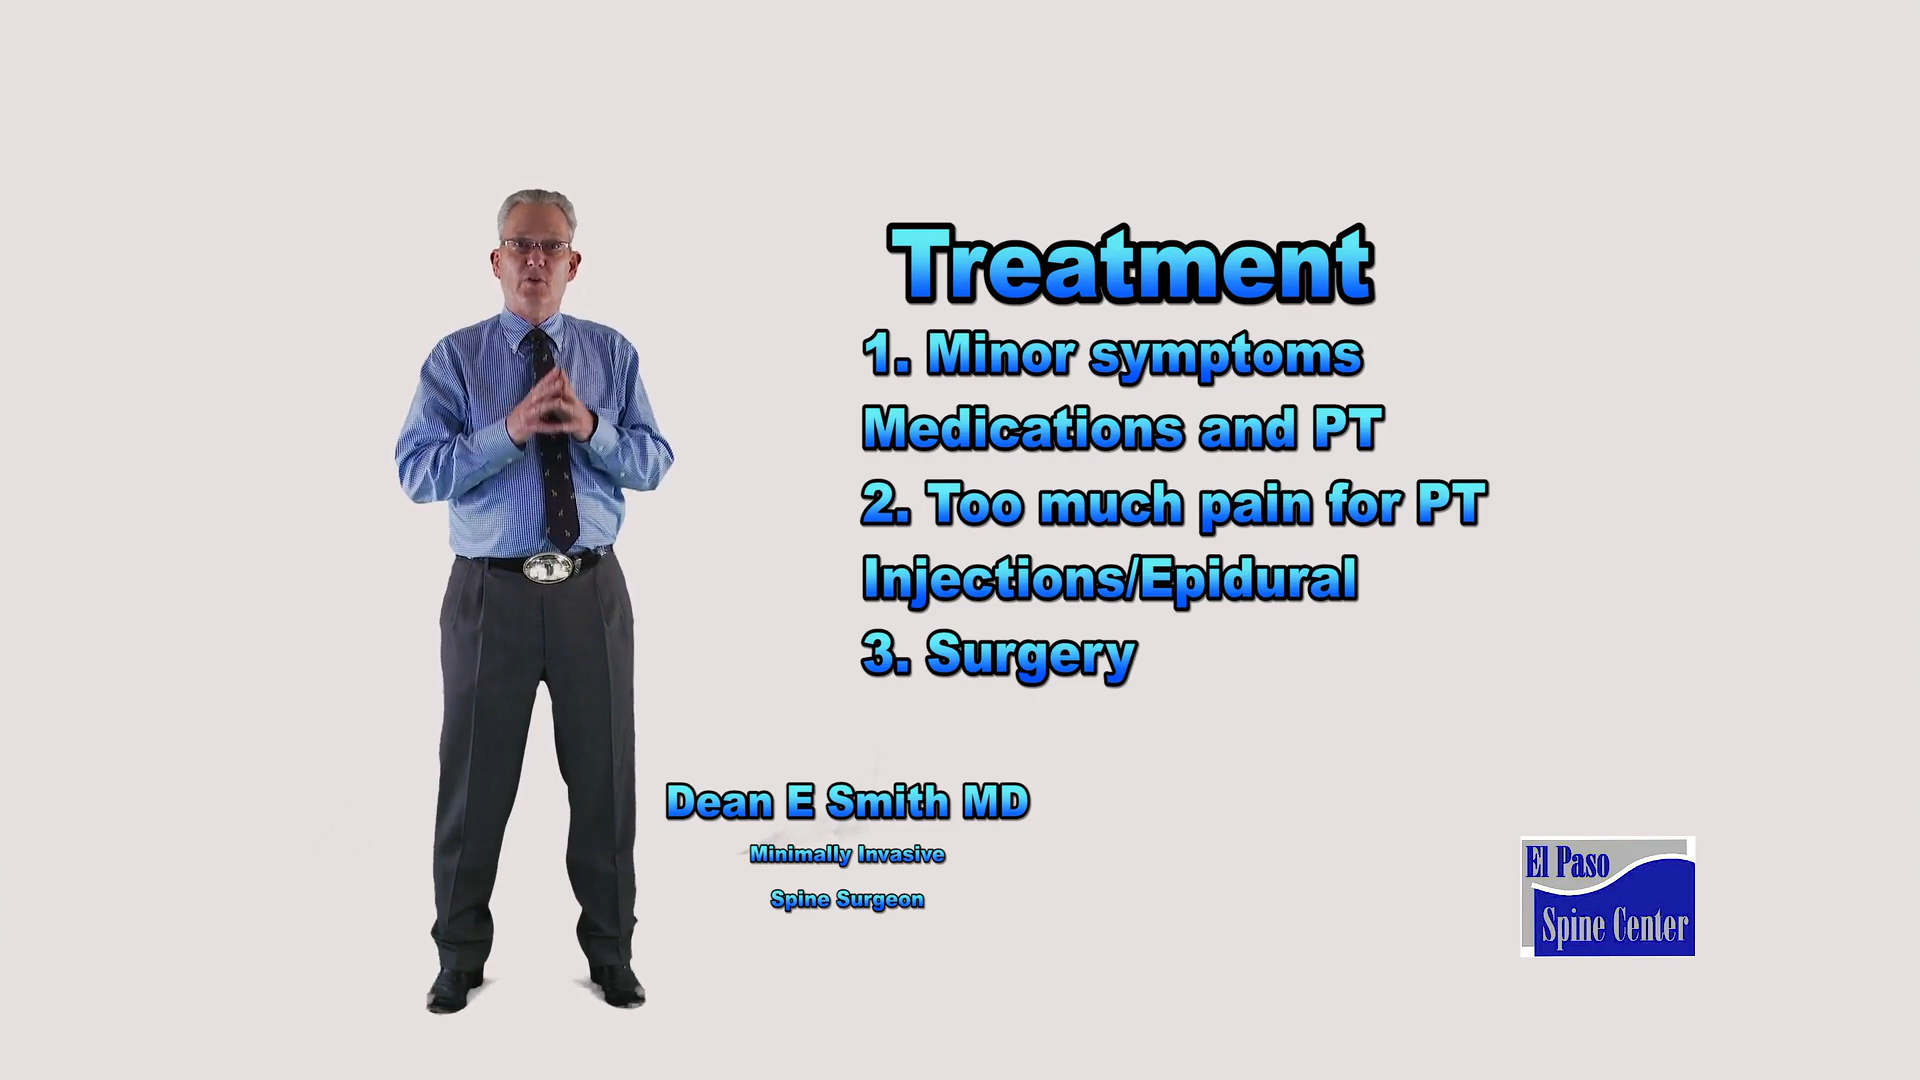 Treatment
1. Minor symptoms
Medications and PT
2. Too much pain for PT
Injections/Epidural
3. Surgery
Dean E Smith MD
Minimally Invasive
Spine Surgeon
El Paso
Spine Center